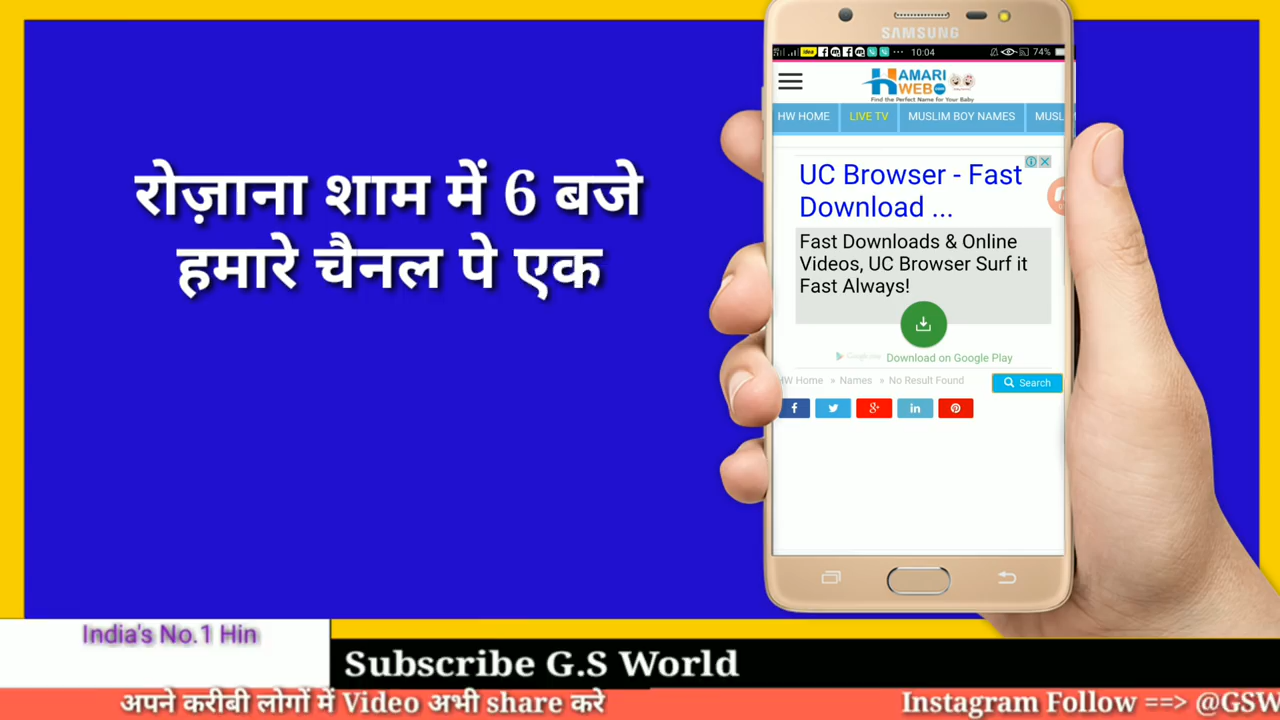 रोज़ाना शाम में 6 बजे
हमारे चैनल पे एक
SAMSUNG
10:04
74%
HAMARI
WEB.com
Find the Perfect Name for Your Baby
HW HOME
LIVE TV
MUSLIM BOY NAMES
UC Browser - Fast
Download ...
Fast Downloads & Online
Videos, UC Browser Surf it
Fast Always!
Download on Google Play
HW Home » Names » No Result Found
Search
India's No.1 Hin
Subscribe G.S World
अपने करीबी लोगों में Video अभी share करे
Instagram Follow ==> @GSW